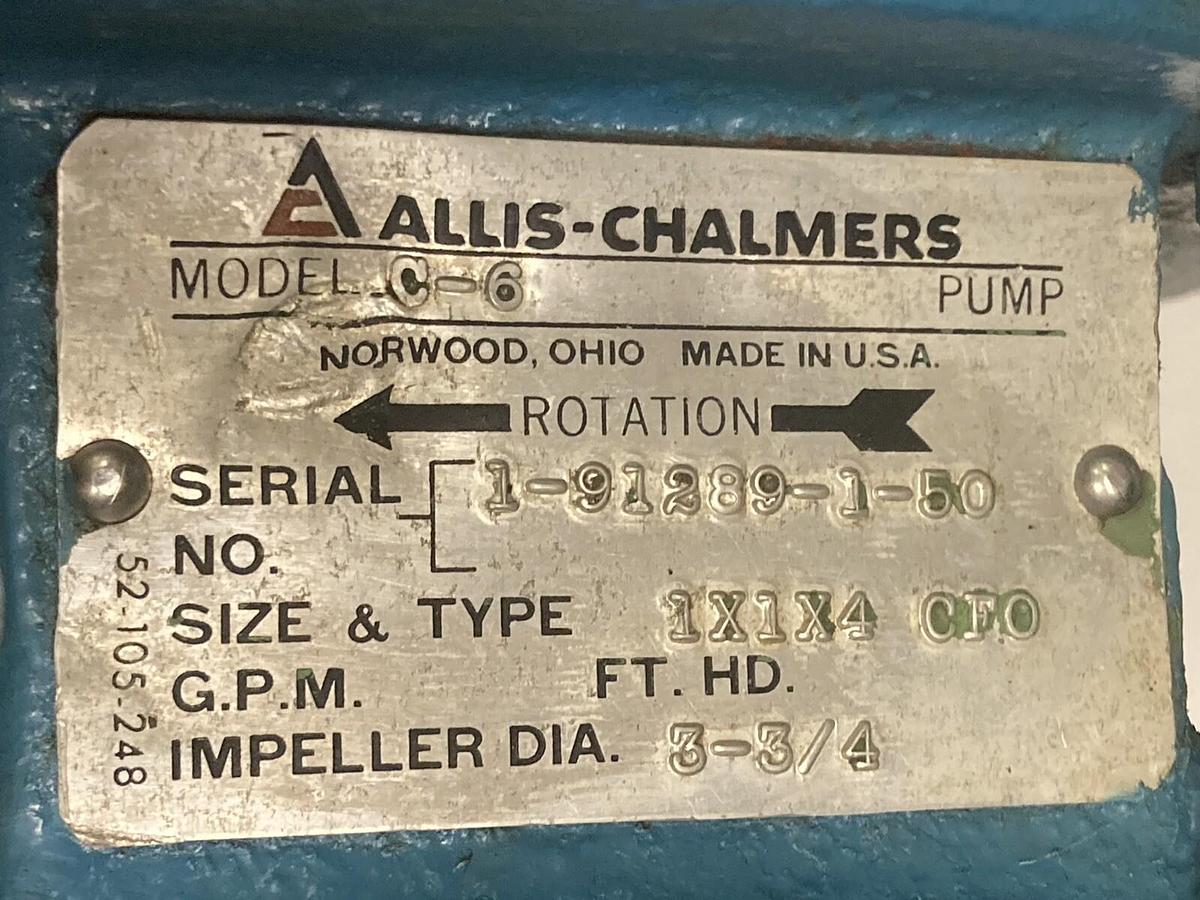 ALLIS-CHALMERS
MODEL C-6 PUMP
NORWOOD, OHIO MADE IN U.S.A.
ROTATION
SERIAL NO. 1-91289-1-50
SIZE & TYPE 1X1X4 CFO
G.P.M. FT. HD.
IMPELLER DIA. 3-3/4
52-105-248